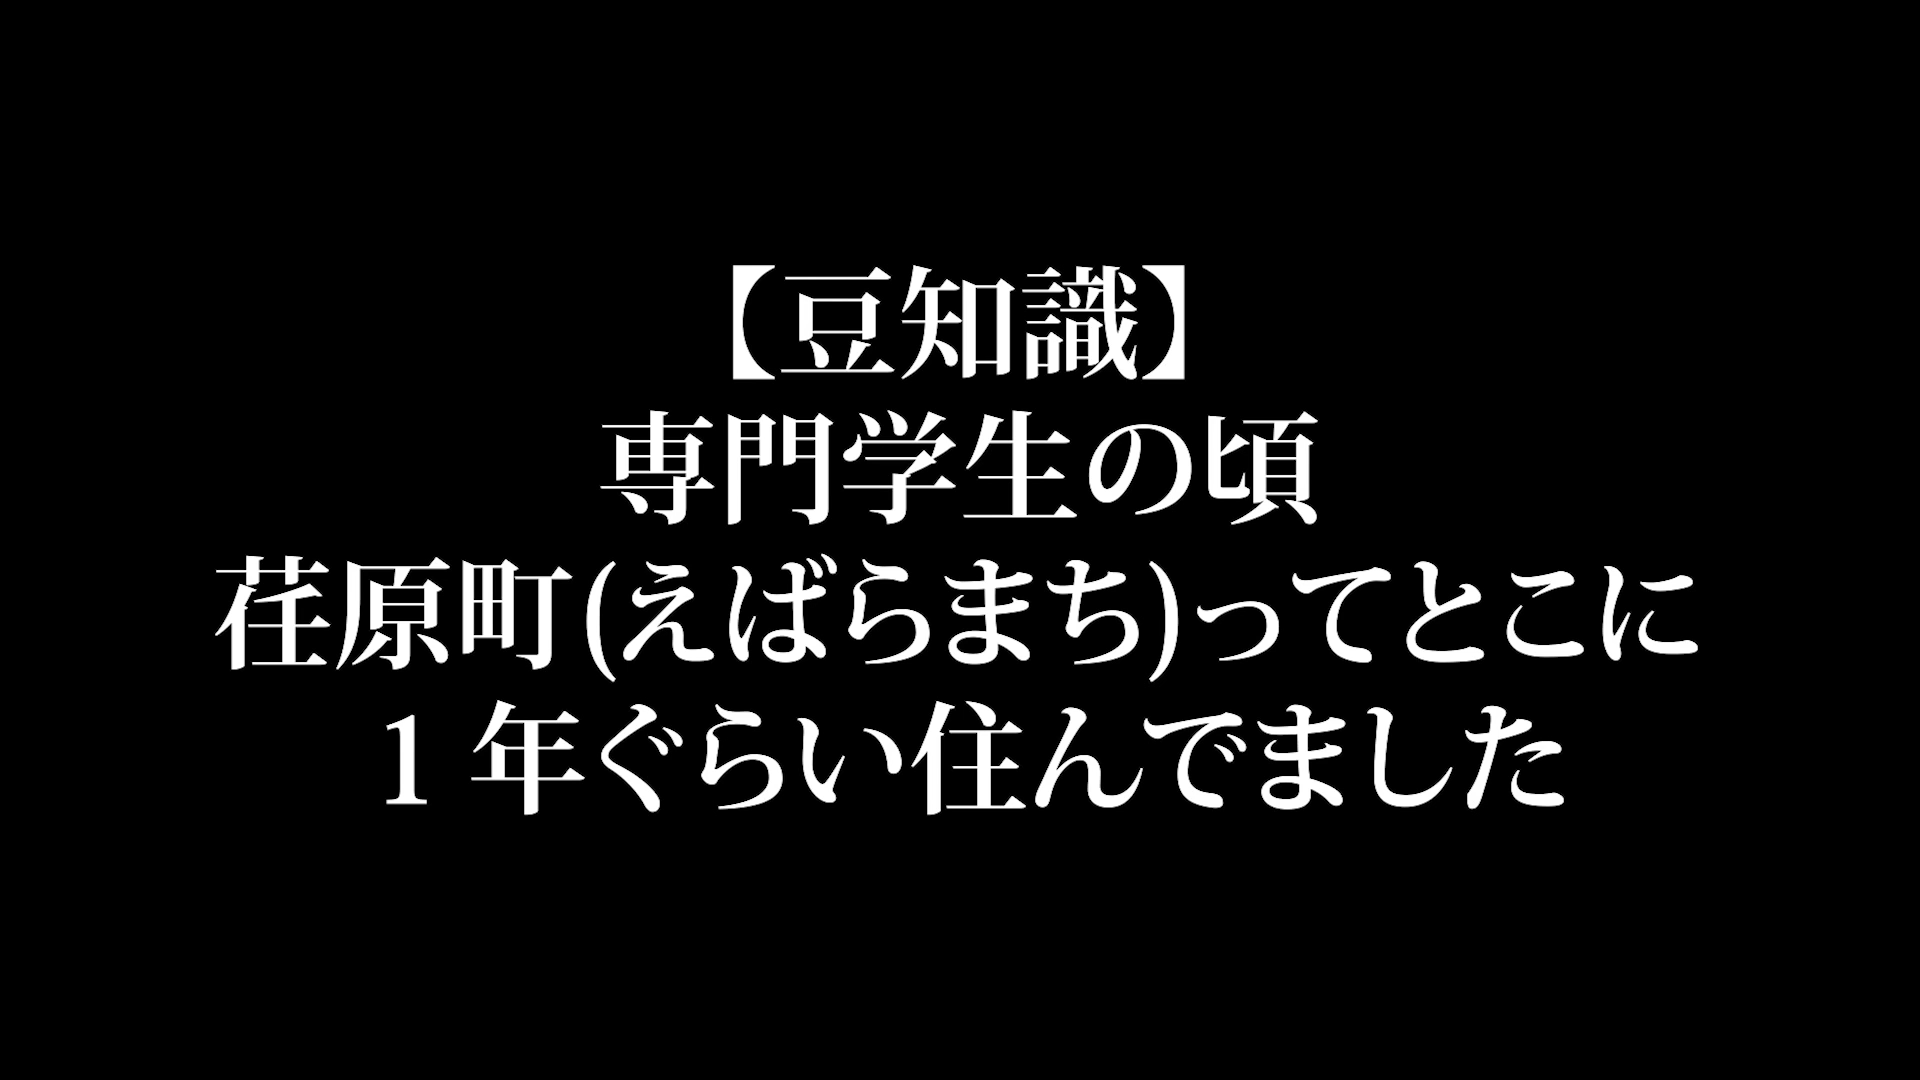 【豆知識】
専門学生の頃
荏原町(えばらまち)ってとこに
1 年ぐらい住んでました